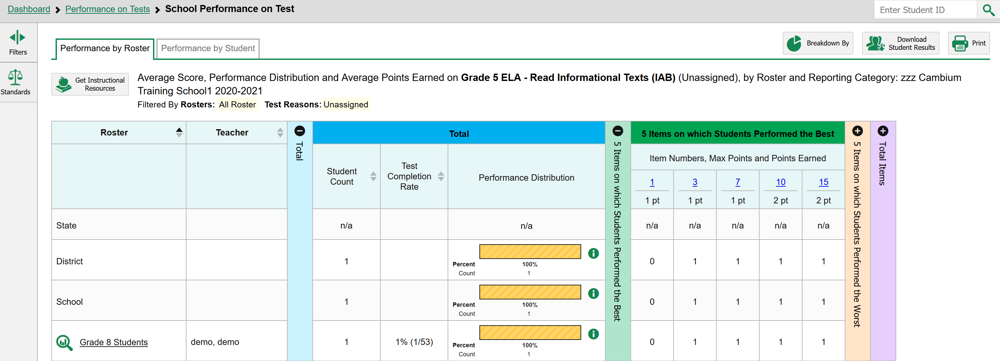 Dashboard > Performance on Tests > School Performance on Test
Enter Student ID
Filters
Standards
Performance by Roster
Performance by Student
Breakdown By
Download
Student Results
Print
Get Instructional
Resources
Average Score, Performance Distribution and Average Points Earned on Grade 5 ELA - Read Informational Texts (IAB) (Unassigned), by Roster and Reporting Category: zzz Cambium
Training School1 2020-2021
Filtered By Rosters: All Roster Test Reasons: Unassigned
Roster
Teacher
Total
Total
5 Items on which Students Performed the Best
5 Items on which Students Performed the Best
5 Items on which Students Performed the Worst
Total Items
Student
Count
Test
Completion
Rate
Performance Distribution
Item Numbers, Max Points and Points Earned
1 3 7 10 15
1 pt 1 pt 1 pt 2 pt 2 pt
State n/a n/a n/a n/a n/a n/a n/a
District 1 0 1 1 1 1
Percent 100%
Count 1
School 1 0 1 1 1 1
Percent 100%
Count 1
Grade 8 Students demo, demo 1 1% (1/53) 0 1 1 1 1
Percent 100%
Count 1